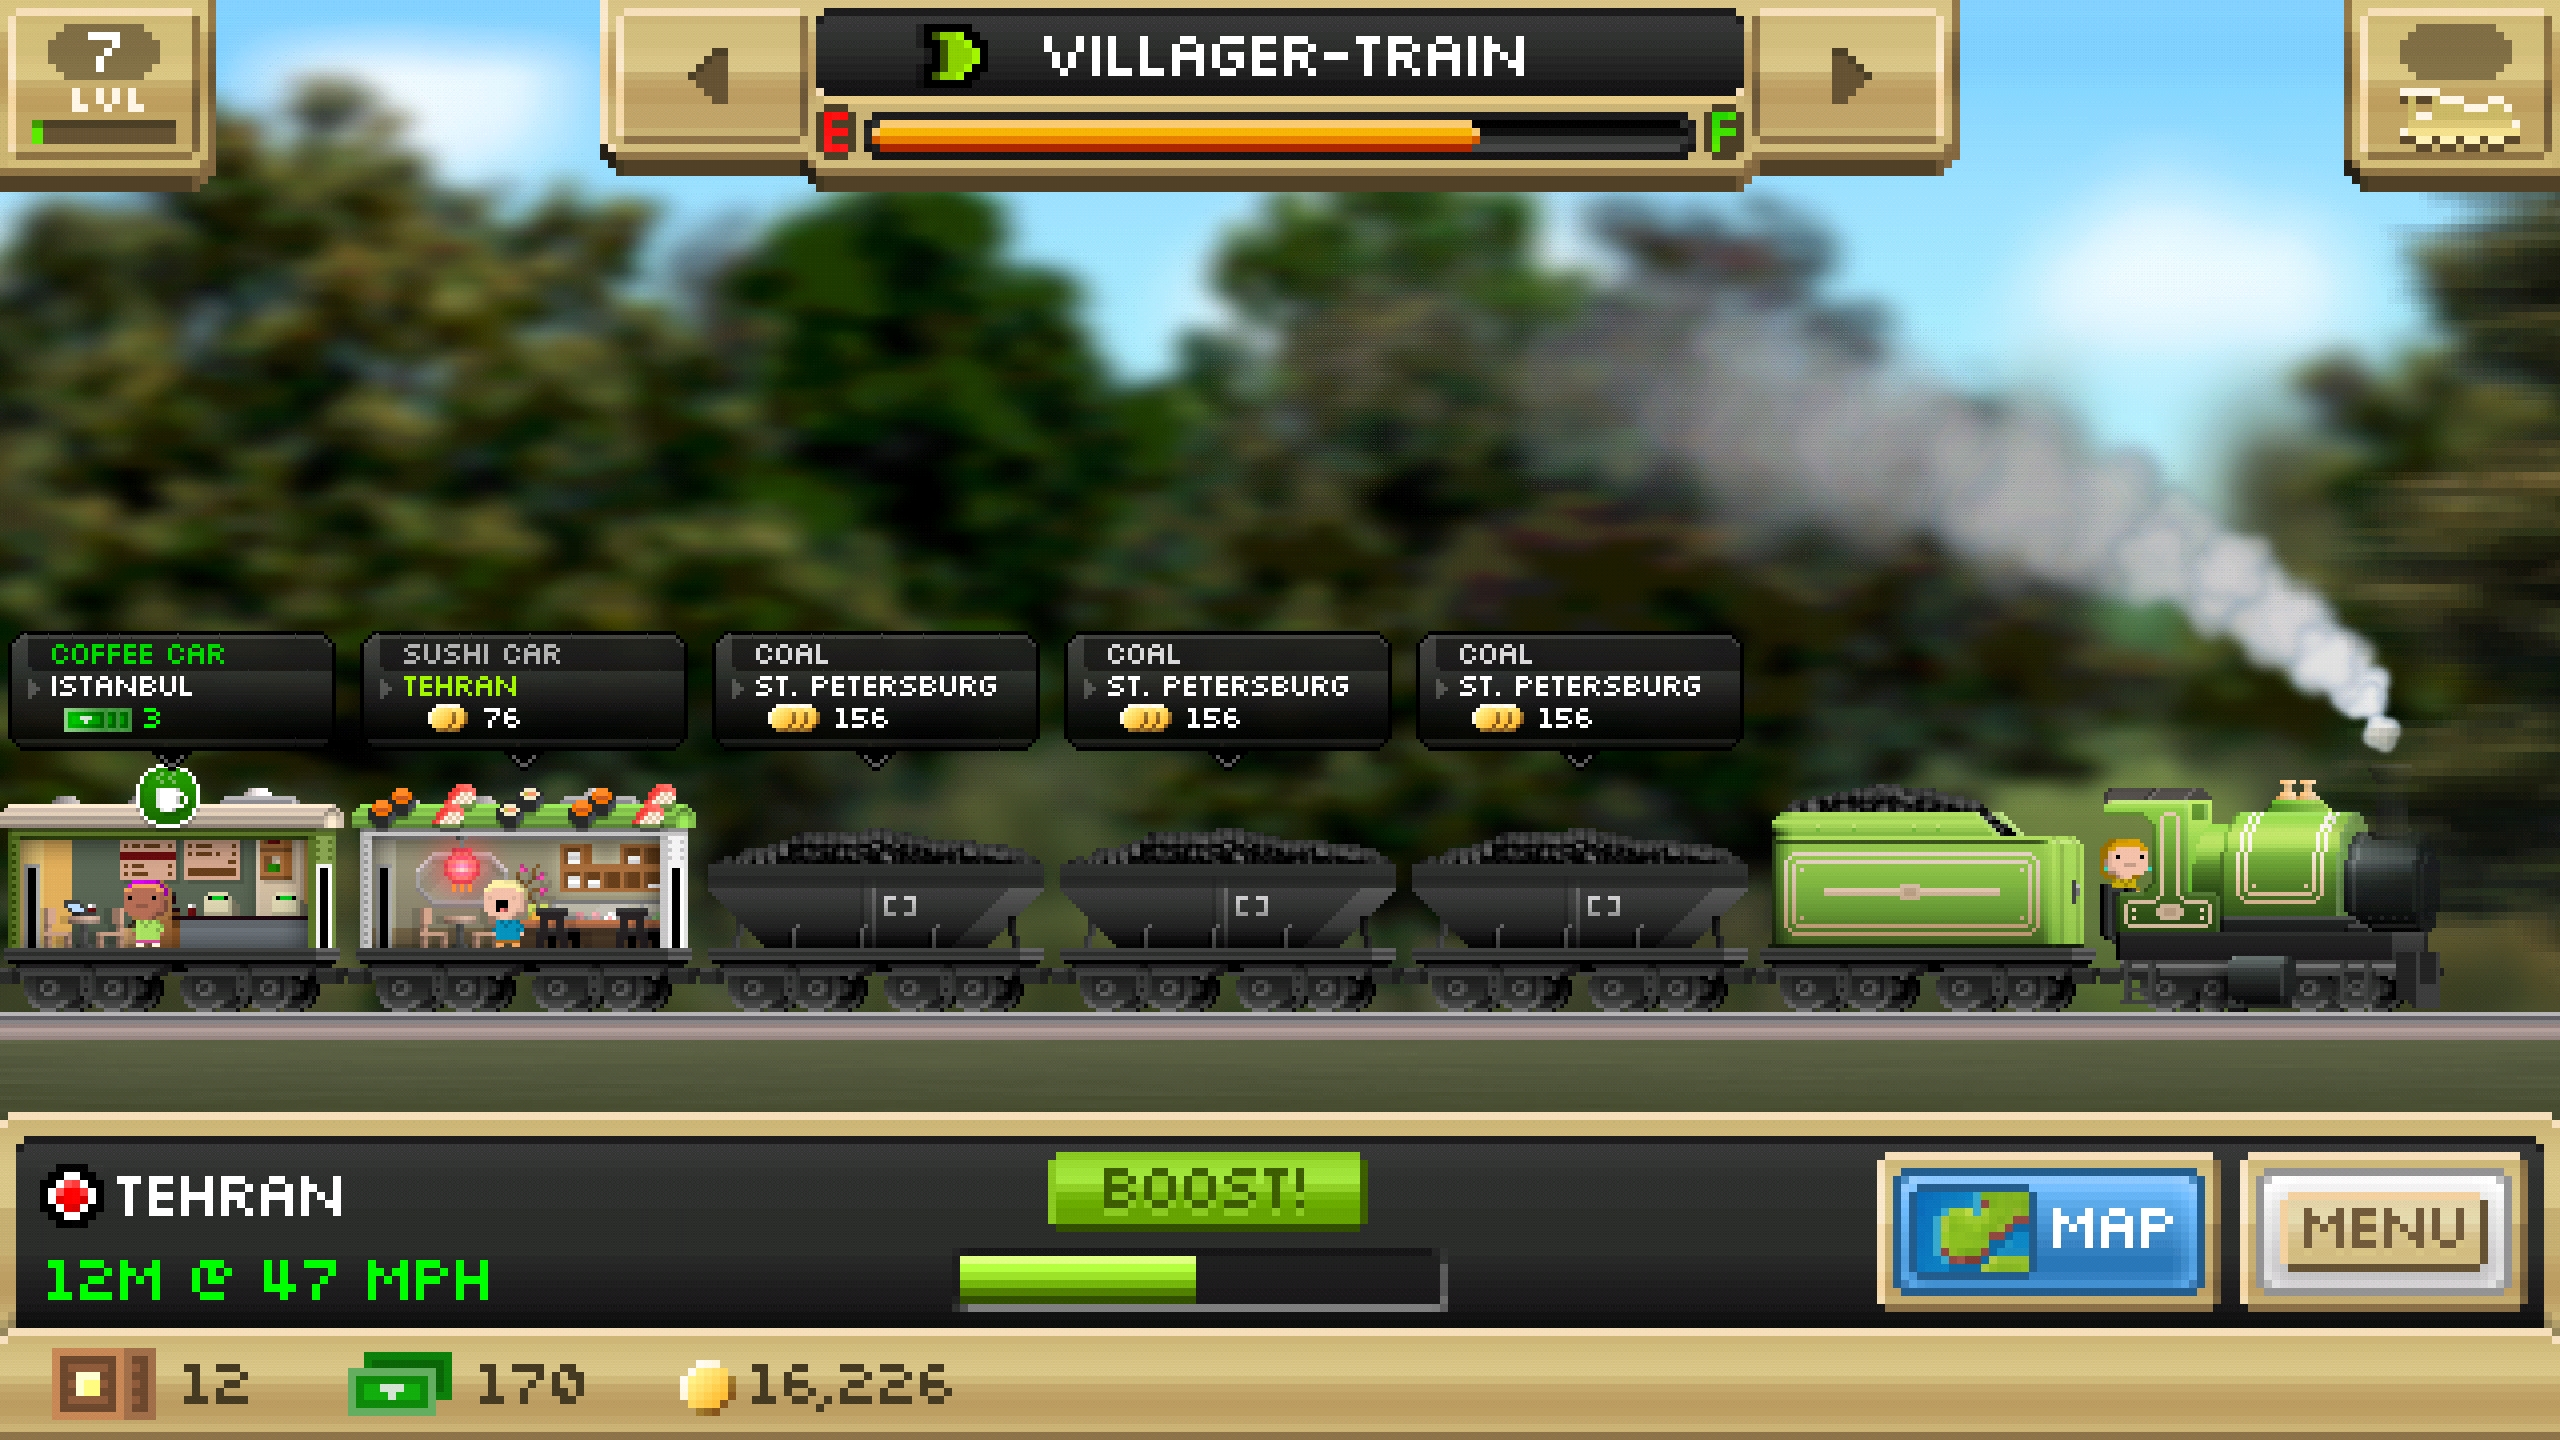 7
LVL
VILLAGER-TRAIN
E F
COFFEE CAR
ISTANBUL
3
SUSHI CAR
TEHRAN
76
COAL
ST. PETERSBURG
156
COAL
ST. PETERSBURG
156
COAL
ST. PETERSBURG
156
TEHRAN
12M @ 47 MPH
BOOST!
MAP
MENU
12 170 16,226